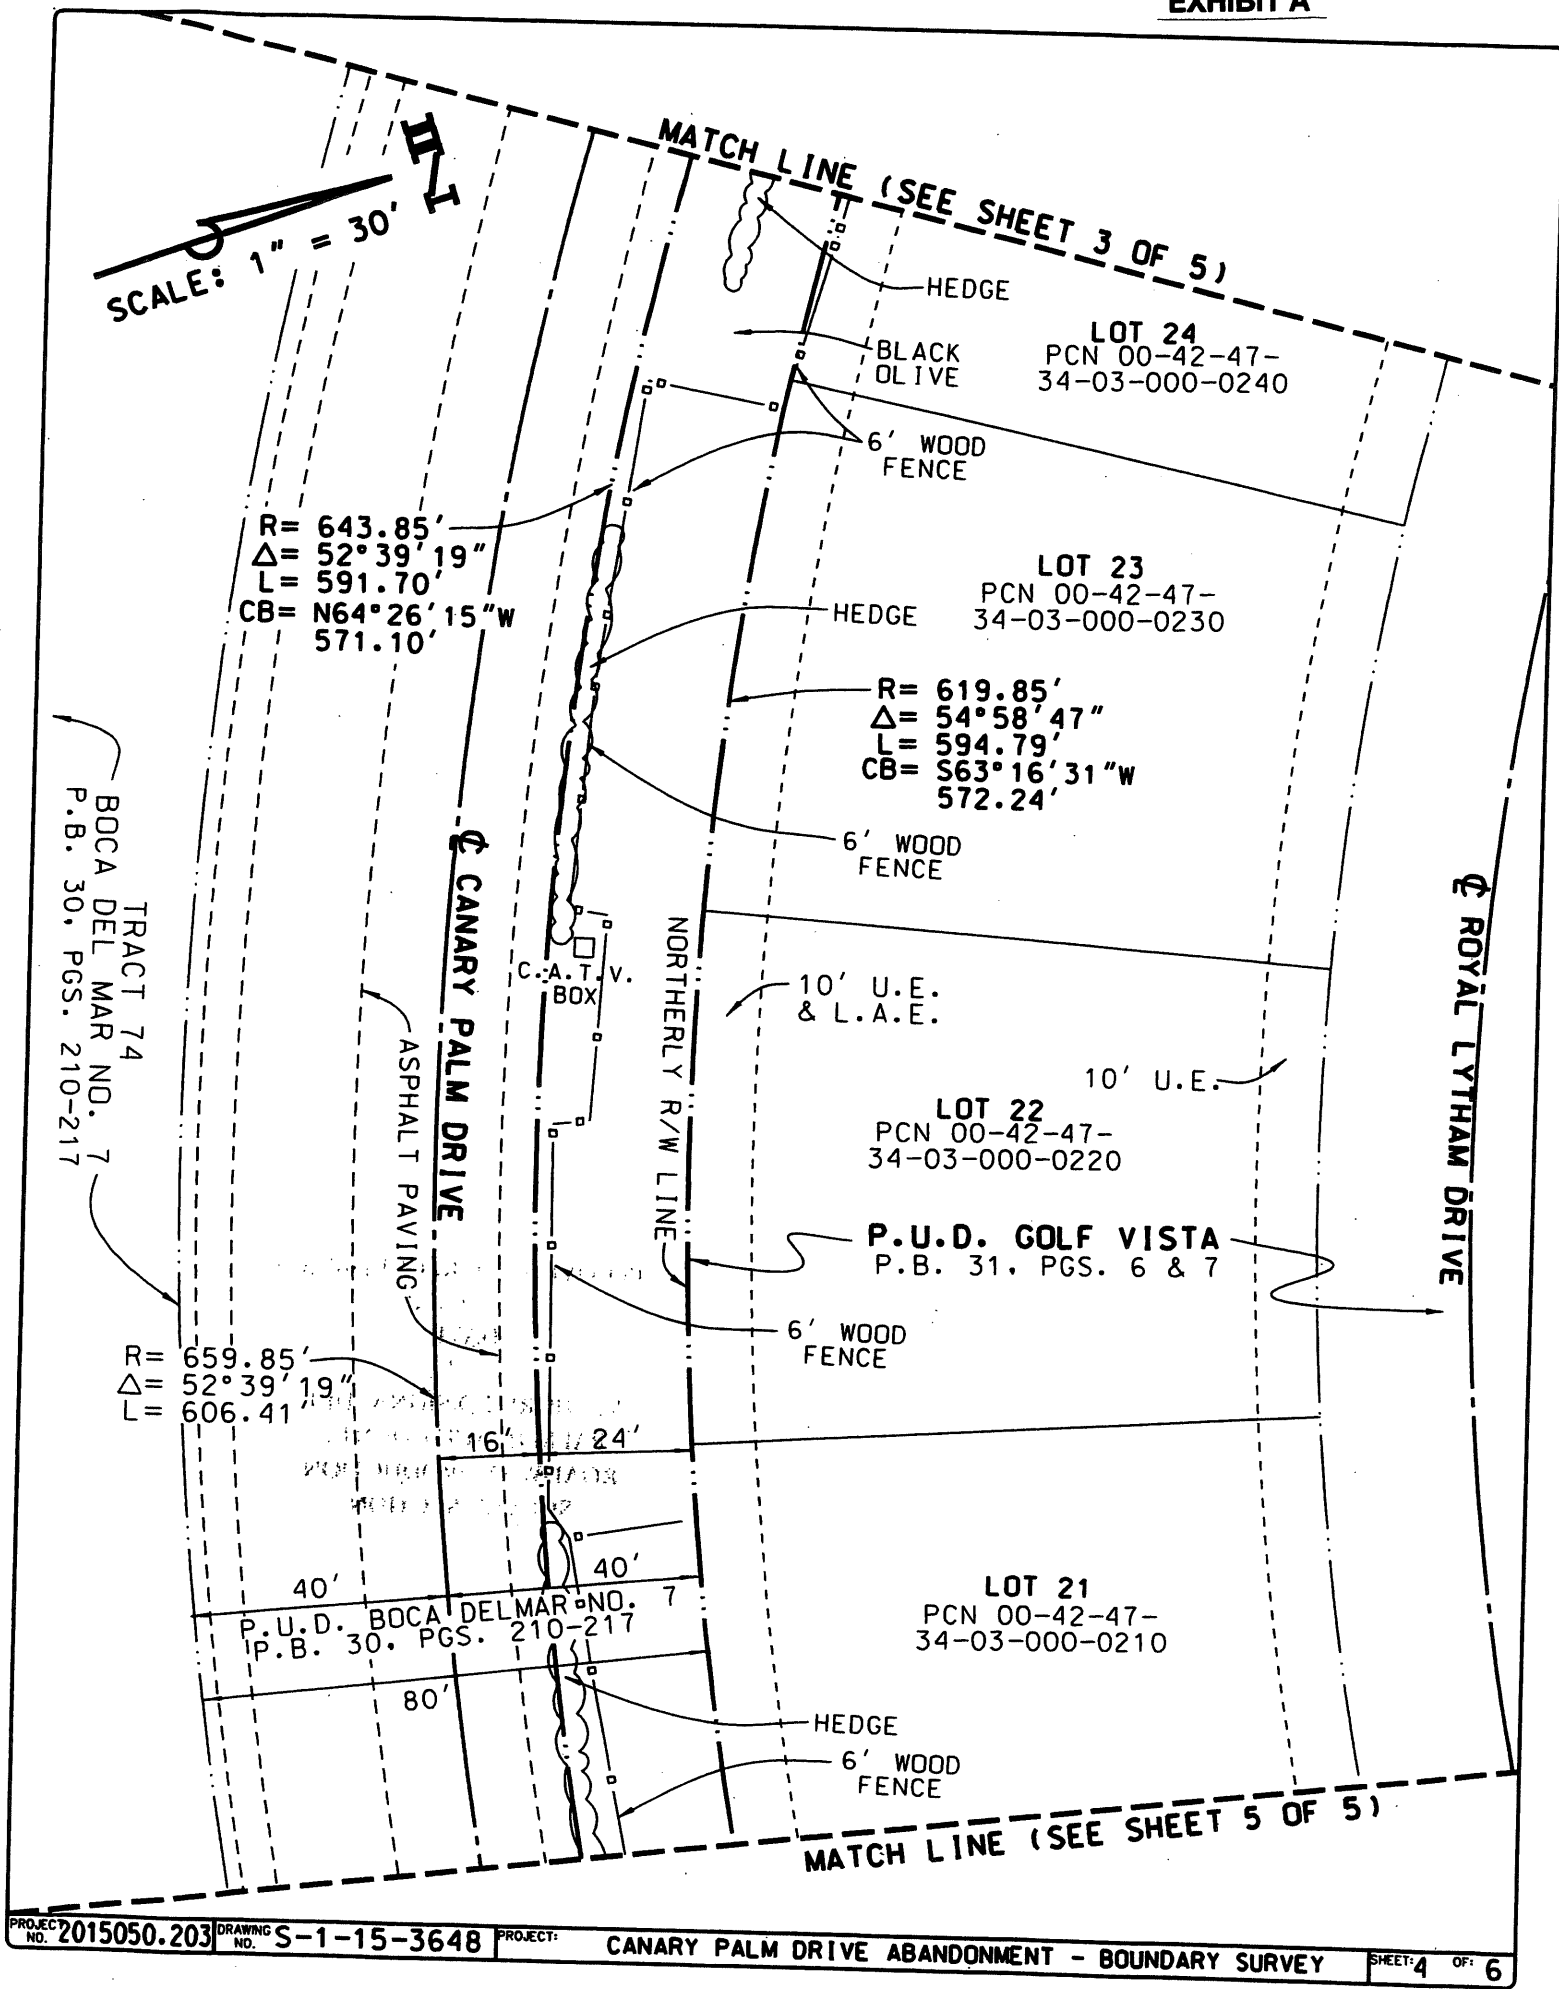 EXHIBIT A
MATCH LINE (SEE SHEET 3 OF 5)
SCALE: 1" = 30'
HEDGE
BLACK
OLIVE
LOT 24
PCN 00-42-47-
34-03-000-0240
6' WOOD
FENCE
R= 643.85'
△= 52°39'19"
L= 591.70'
CB= N64°26'15"W
571.10'
LOT 23
PCN 00-42-47-
34-03-000-0230
HEDGE
R= 619.85'
△= 54°58'47"
L= 594.79'
CB= S63°16'31"W
572.24'
6' WOOD
FENCE
TRACT 74
BOCA DEL MAR NO. 7
P.B. 30, PGS. 210-217
℄ CANARY PALM DRIVE
ASPHALT PAVING
C.A.T.V.
BOX
NORTHERLY R/W LINE
10' U.E.
& L.A.E.
10' U.E.
℄ ROYAL LYTHAM DRIVE
LOT 22
PCN 00-42-47-
34-03-000-0220
P.U.D. GOLF VISTA
P.B. 31, PGS. 6 & 7
6' WOOD
FENCE
R= 659.85'
△= 52°39'19"
L= 606.41'
16'
24'
40'
40'
P.U.D. BOCA DEL MAR NO. 7
P.B. 30, PGS. 210-217
80'
LOT 21
PCN 00-42-47-
34-03-000-0210
HEDGE
6' WOOD
FENCE
MATCH LINE (SEE SHEET 5 OF 5)
PROJECT NO. 2015050.203 DRAWING NO. S-1-15-3648 PROJECT: CANARY PALM DRIVE ABANDONMENT - BOUNDARY SURVEY SHEET: 4 OF: 6